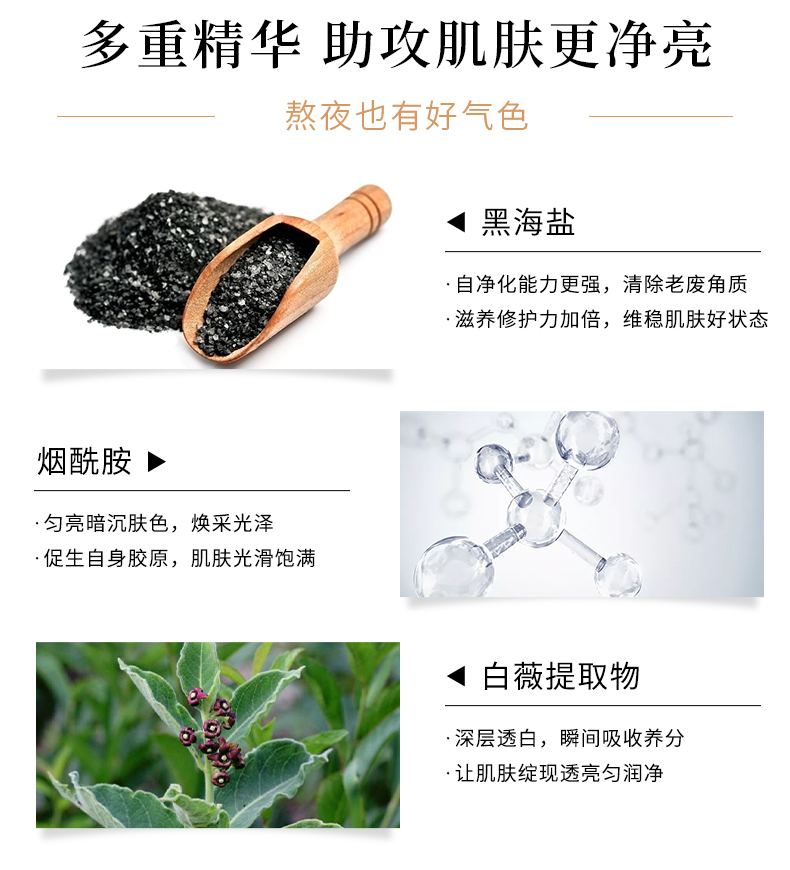 多重精华 助攻肌肤更净亮
熬夜也有好气色
黑海盐
·自净化能力更强，清除老废角质
·滋养修护力加倍，维稳肌肤好状态
烟酰胺
·匀亮暗沉肤色，焕采光泽
·促生自身胶原，肌肤光滑饱满
白薇提取物
·深层透白，瞬间吸收养分
·让肌肤绽现透亮匀润净